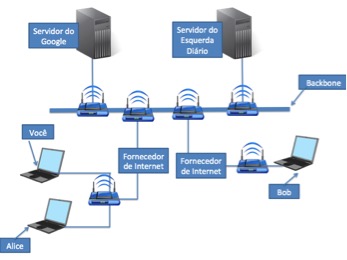 Servidor do
Google
Servidor do
Esquerda
Diário
Backbone
Você
Fornecedor
de Internet
Fornecedor
de Internet
Bob
Alice